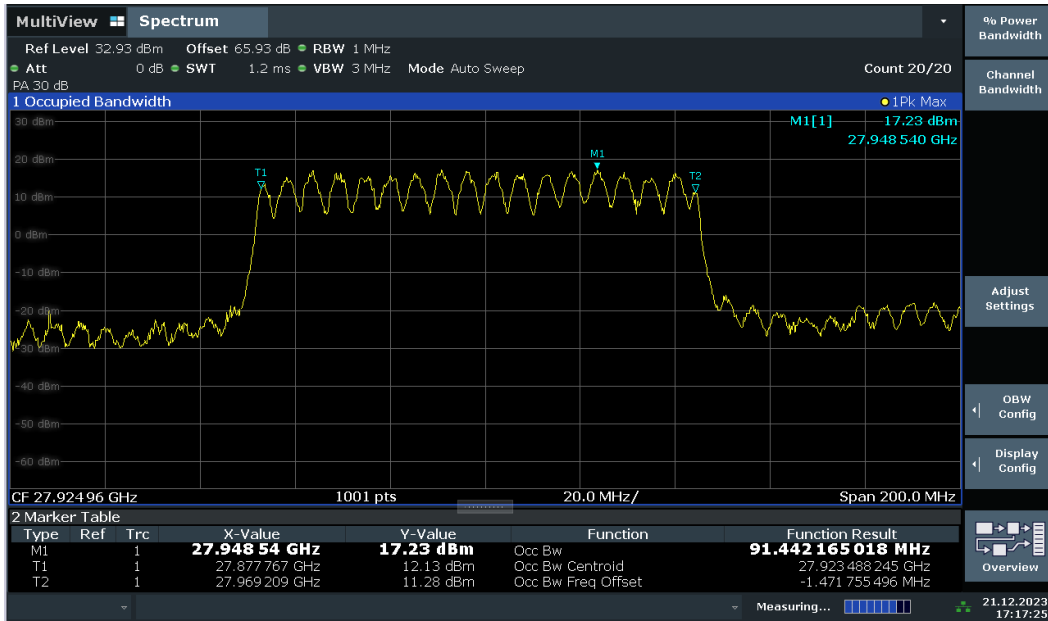 MultiView Spectrum
Ref Level 32.93 dBm Offset 65.93 dB RBW 1 MHz
Att 0 dB SWT 1.2 ms VBW 3 MHz Mode Auto Sweep Count 20/20
PA 30 dB
1 Occupied Bandwidth 1Pk Max
30 dBm
M1[1] 17.23 dBm
27.948 540 GHz
20 dBm
M1
T1
T2
10 dBm
0 dBm
-10 dBm
-20 dBm
-30 dBm
-40 dBm
-50 dBm
-60 dBm
CF 27.92496 GHz 1001 pts 20.0 MHz/ Span 200.0 MHz
2 Marker Table
Type Ref Trc X-Value Y-Value Function Function Result
M1 1 27.948 54 GHz 17.23 dBm Occ Bw 91.442 165 018 MHz
T1 1 27.877 767 GHz 12.13 dBm Occ Bw Centroid 27.923 488 245 GHz
T2 1 27.969 209 GHz 11.28 dBm Occ Bw Freq Offset -1.471 755 496 MHz
Measuring... 21.12.2023
17:17:25
% Power
Bandwidth
Channel
Bandwidth
Adjust
Settings
OBW
Config
Display
Config
Overview